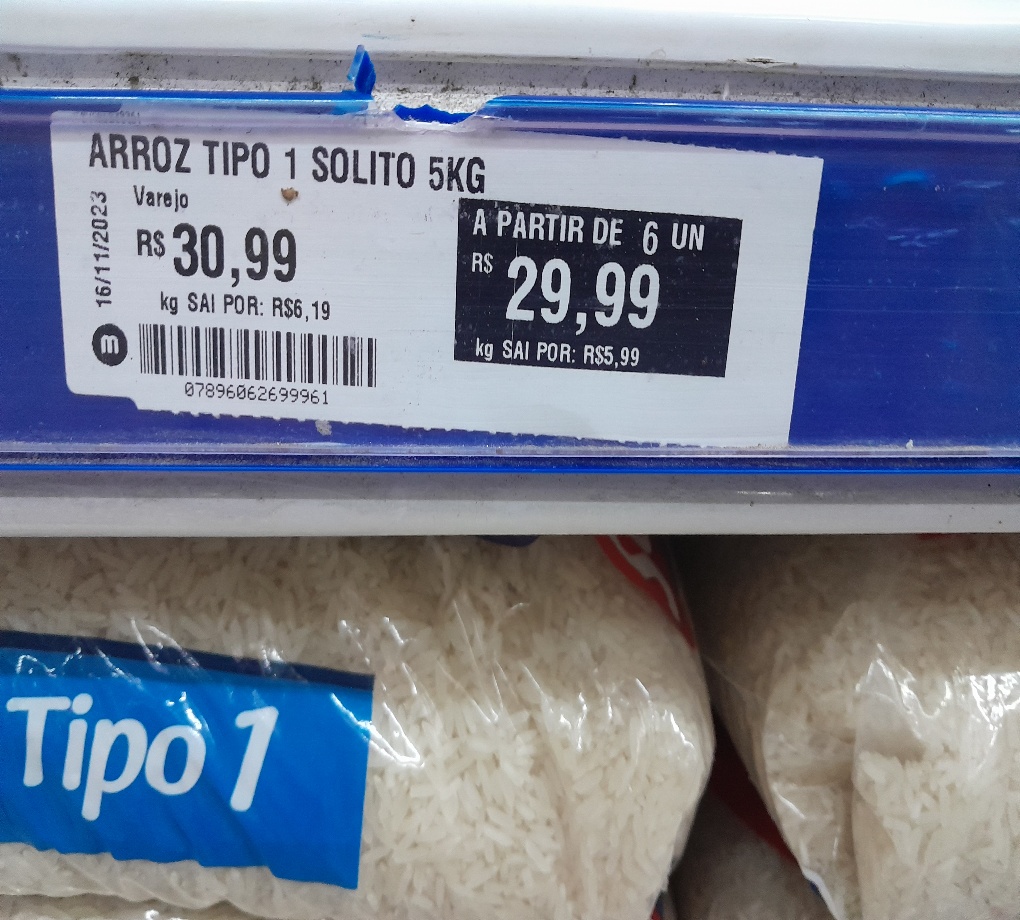 ARROZ TIPO 1 SOLITO 5KG
Varejo
R$ 30,99
kg SAI POR: R$6,19
16/11/2023
m
07896062699961
A PARTIR DE 6 UN
R$ 29,99
kg SAI POR: R$5,99
Tipo 1